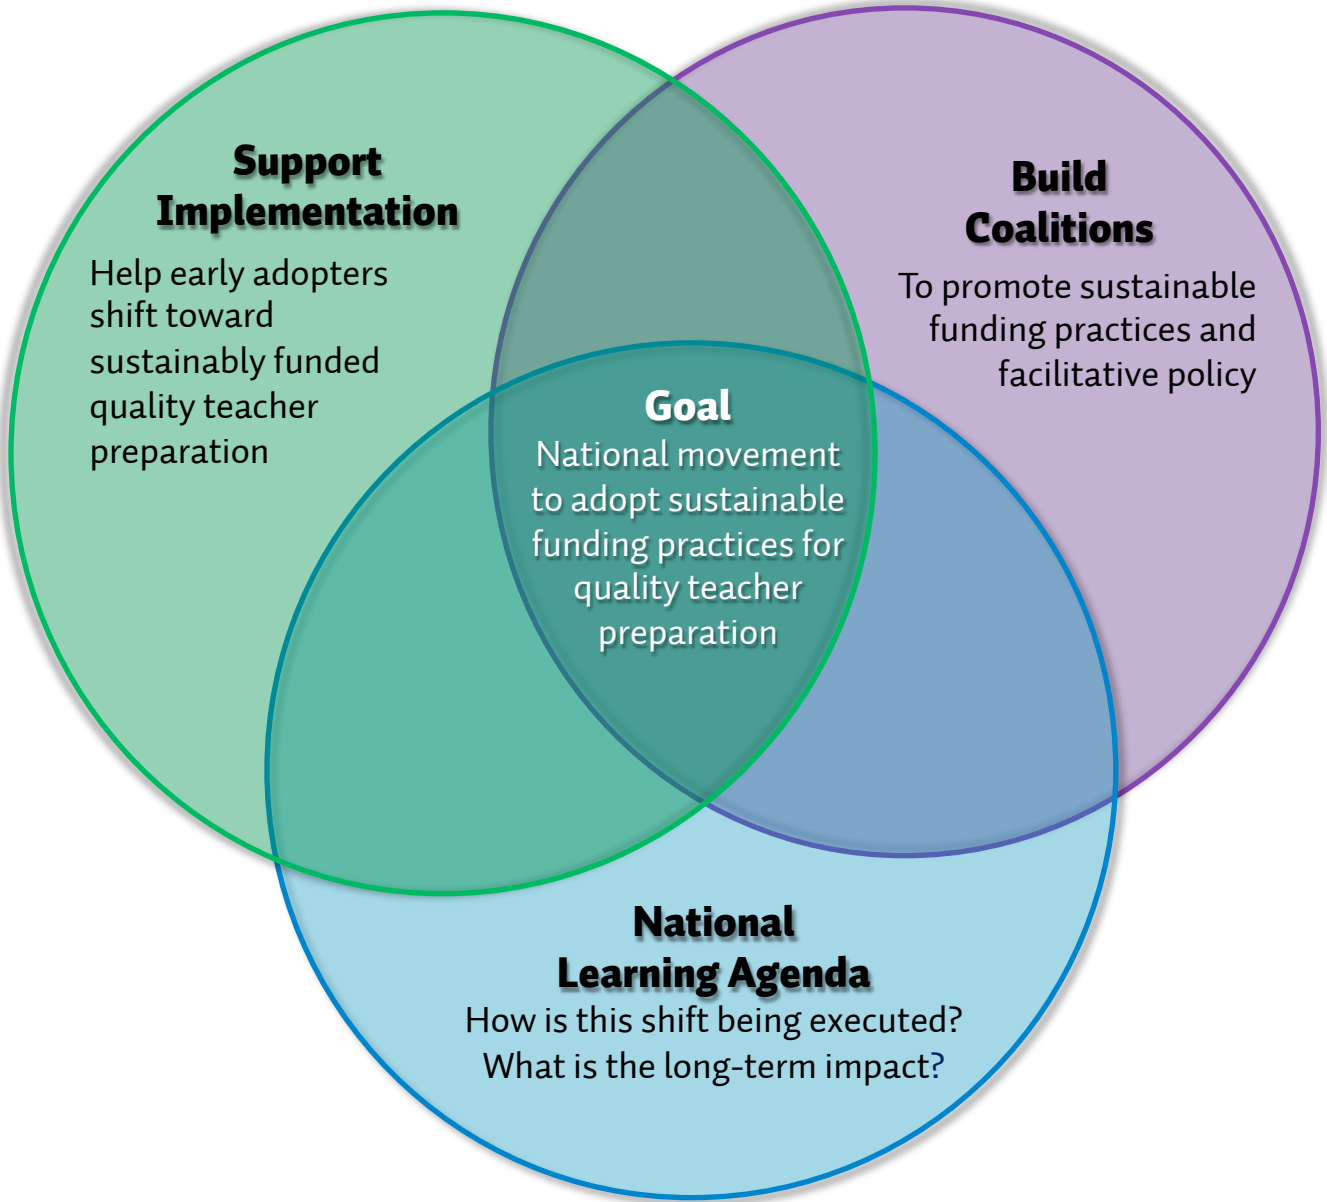 Support
Implementation
Help early adopters
shift toward
sustainably funded
quality teacher
preparation
Build
Coalitions
To promote sustainable
funding practices and
facilitative policy
Goal
National movement
to adopt sustainable
funding practices for
quality teacher
preparation
National
Learning Agenda
How is this shift being executed?
What is the long-term impact?